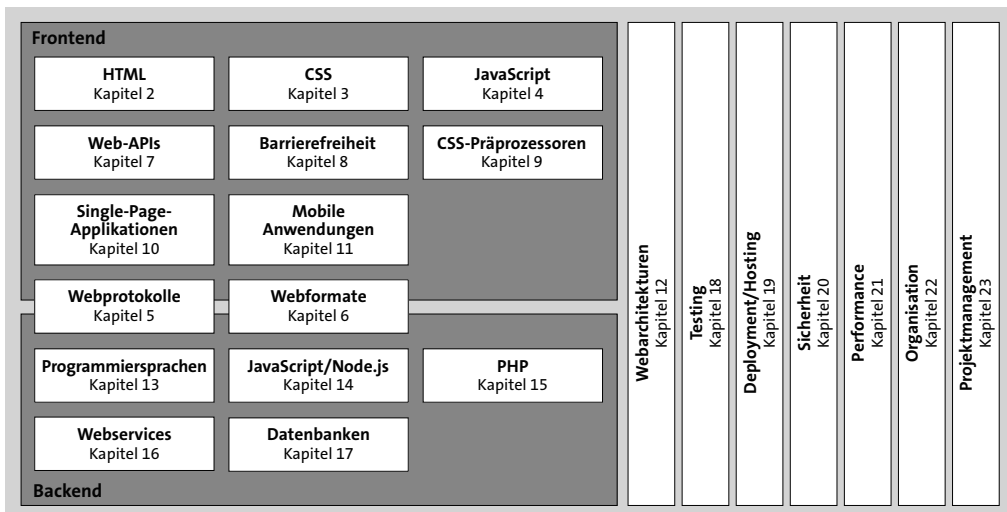 Frontend
HTML
Kapitel 2
CSS
Kapitel 3
JavaScript
Kapitel 4
Web-APIs
Kapitel 7
Barrierefreiheit
Kapitel 8
CSS-Präprozessoren
Kapitel 9
Single-Page-
Applikationen
Kapitel 10
Mobile
Anwendungen
Kapitel 11
Webprotokolle
Kapitel 5
Webformate
Kapitel 6
Programmiersprachen
Kapitel 13
JavaScript/Node.js
Kapitel 14
PHP
Kapitel 15
Webservices
Kapitel 16
Datenbanken
Kapitel 17
Backend
Webarchitekturen
Kapitel 12
Testing
Kapitel 18
Deployment/Hosting
Kapitel 19
Sicherheit
Kapitel 20
Performance
Kapitel 21
Organisation
Kapitel 22
Projektmanagement
Kapitel 23